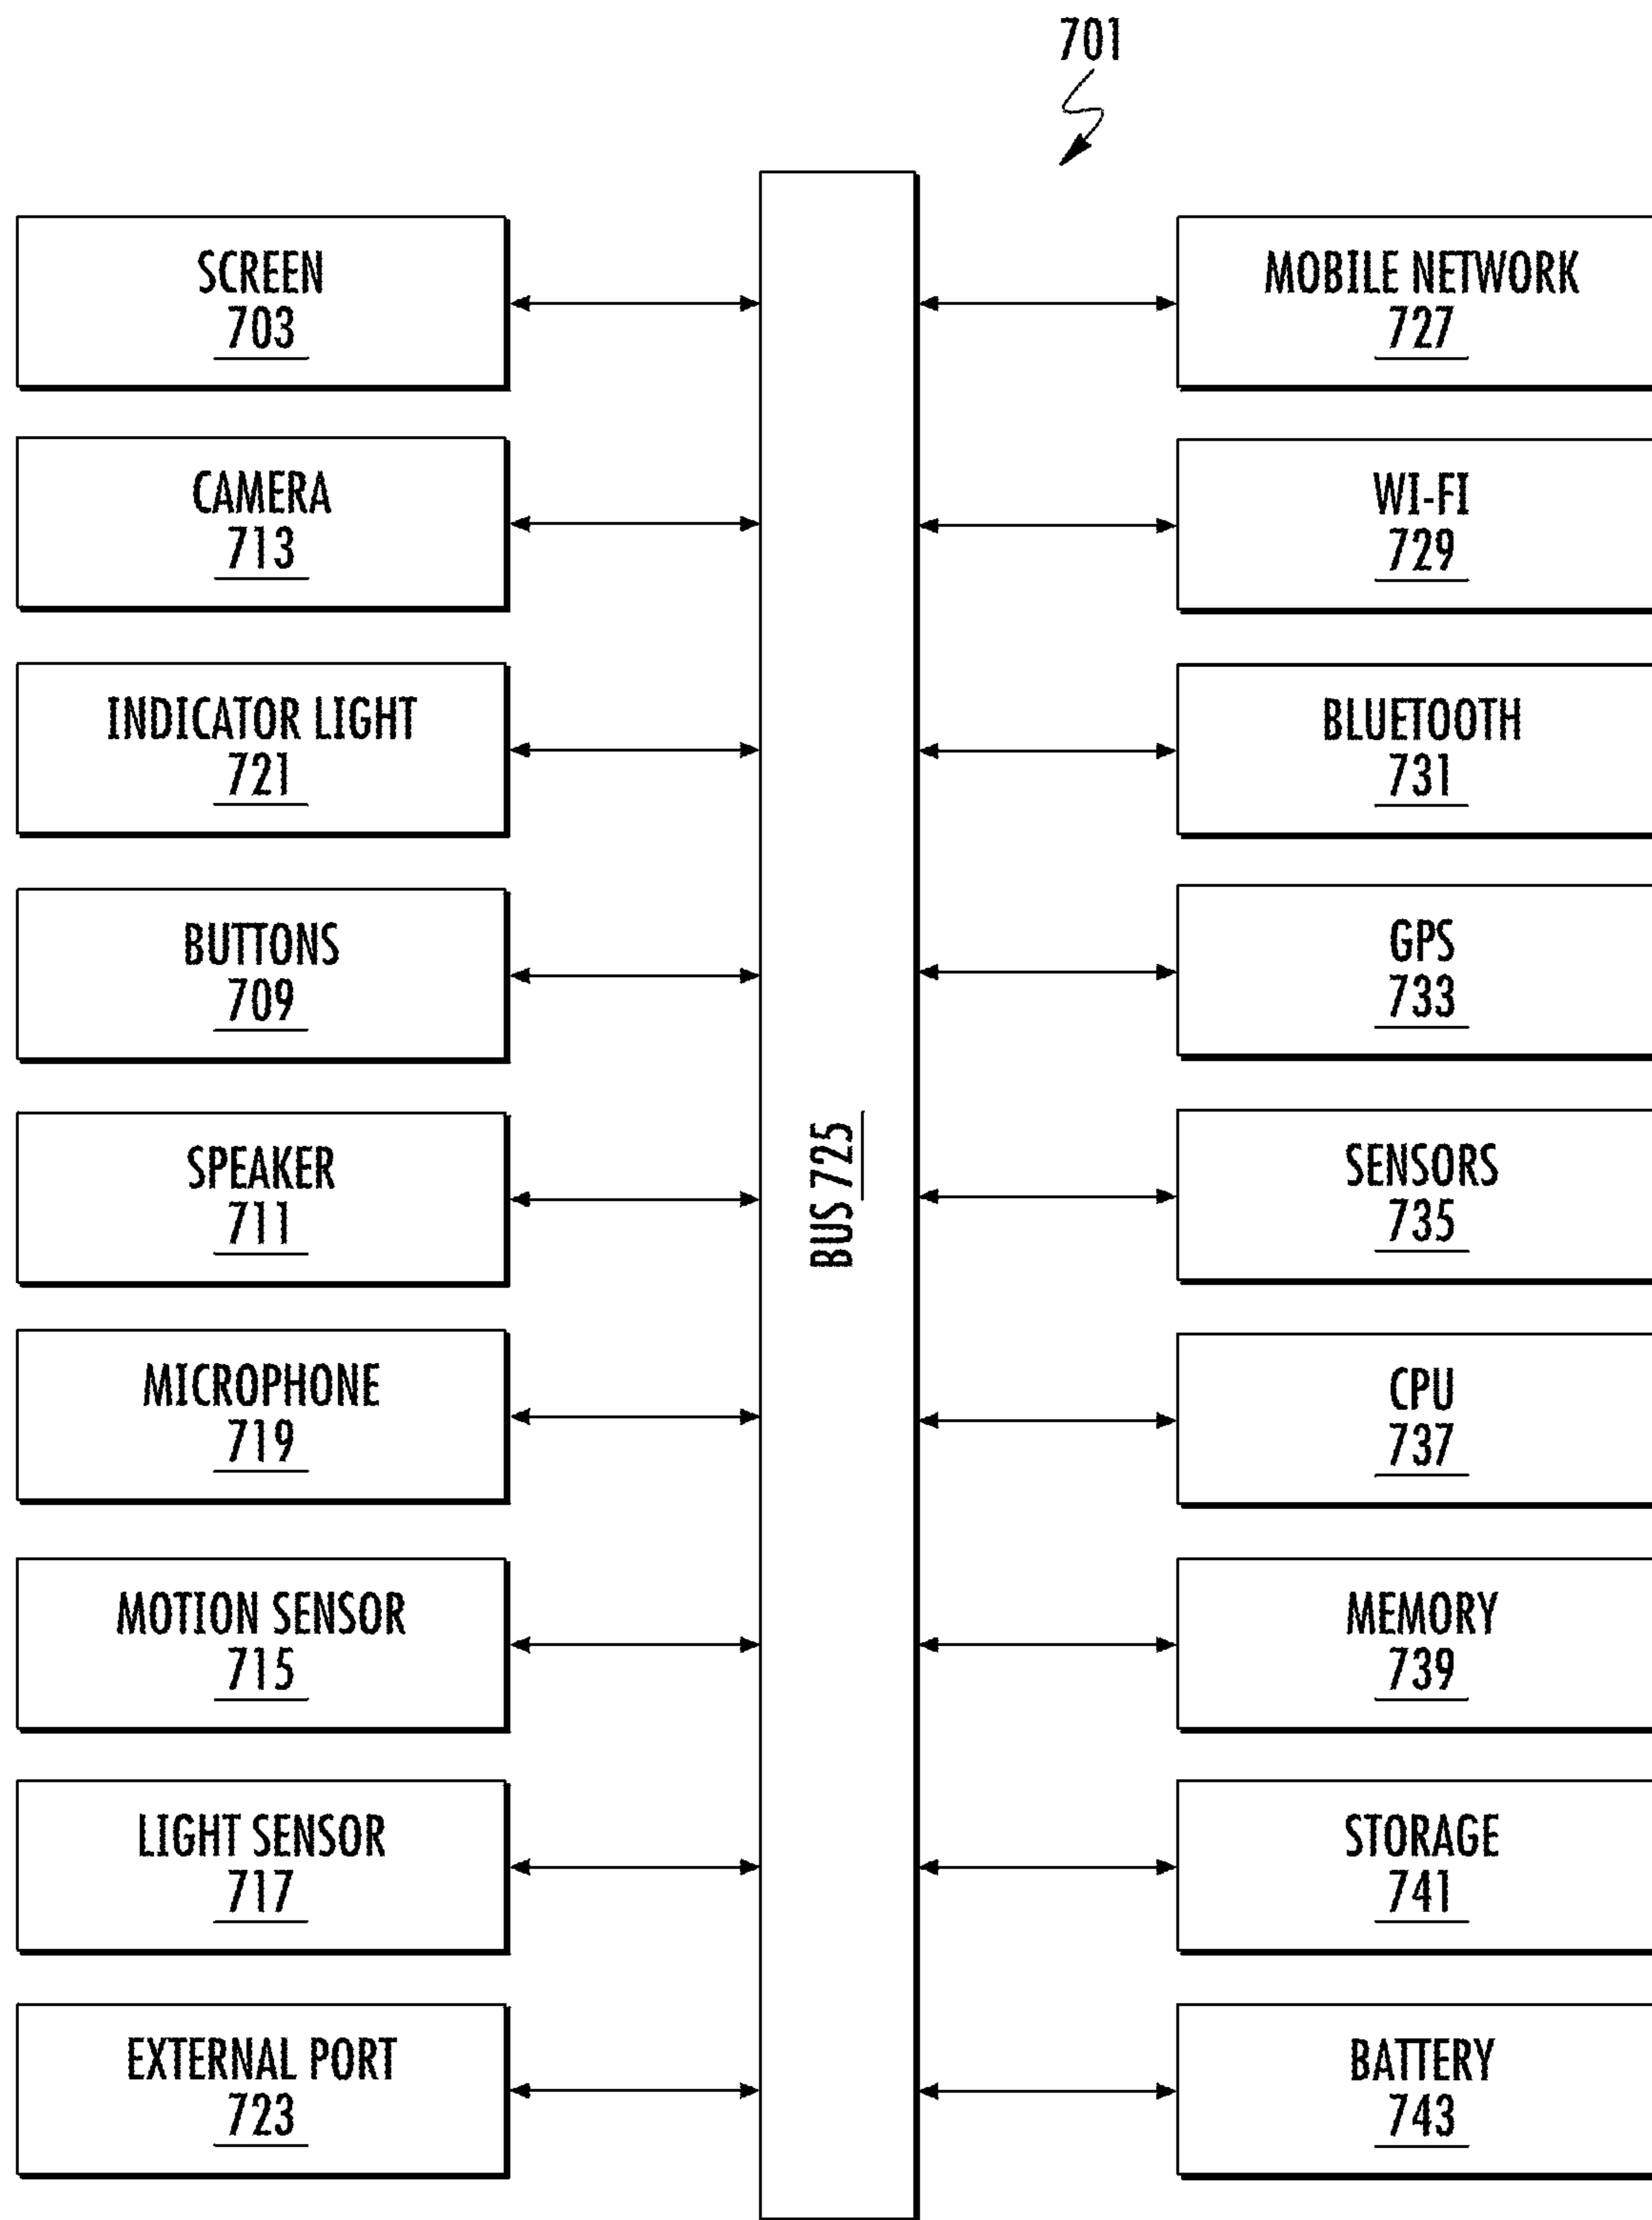 701
SCREEN
703
CAMERA
713
INDICATOR LIGHT
721
BUTTONS
709
SPEAKER
711
MICROPHONE
719
MOTION SENSOR
715
LIGHT SENSOR
717
EXTERNAL PORT
723
BUS 725
MOBILE NETWORK
727
WI-FI
729
BLUETOOTH
731
GPS
733
SENSORS
735
CPU
737
MEMORY
739
STORAGE
741
BATTERY
743